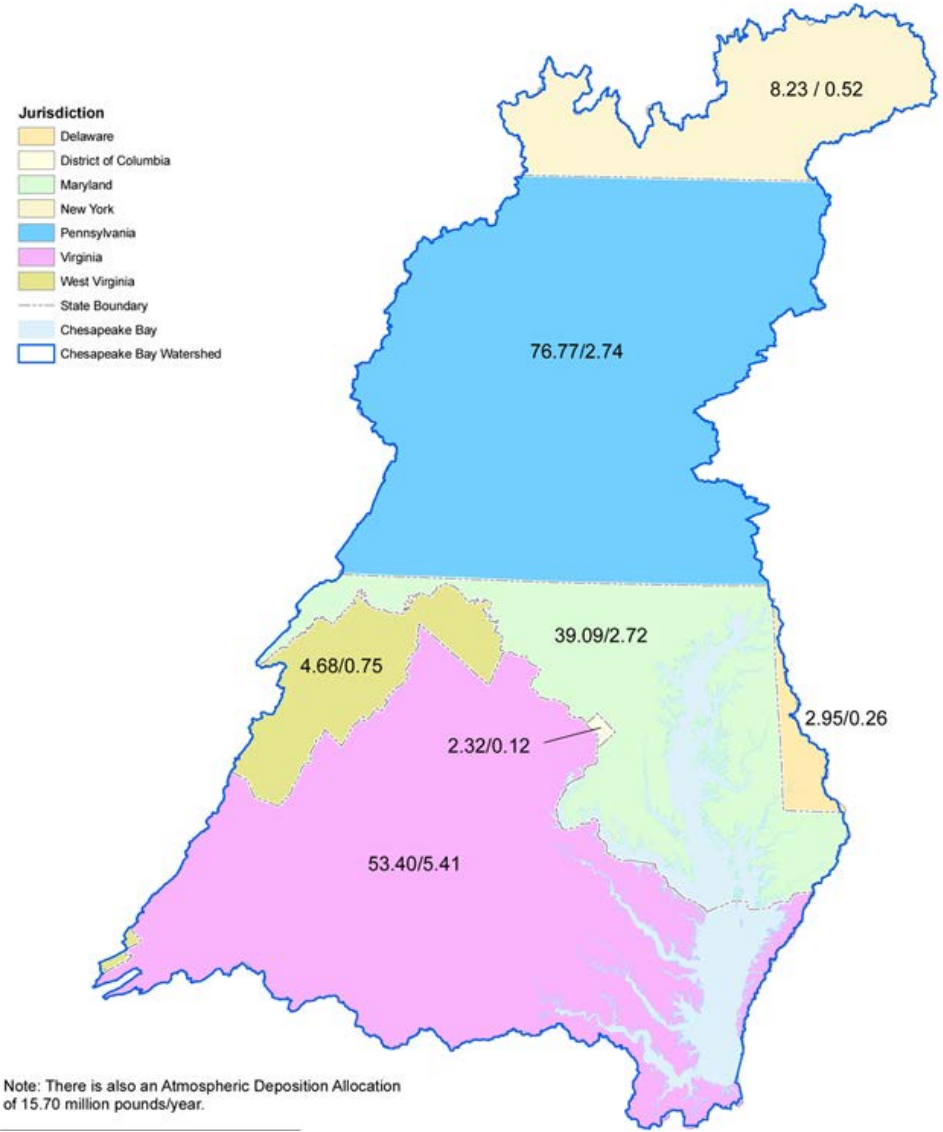 8.23 / 0.52
Jurisdiction
Delaware
District of Columbia
Maryland
New York
Pennsylvania
Virginia
West Virginia
State Boundary
Chesapeake Bay
Chesapeake Bay Watershed
76.77/2.74
39.09/2.72
4.68/0.75
2.95/0.26
2.32/0.12
53.40/5.41
Note: There is also an Atmospheric Deposition Allocation
of 15.70 million pounds/year.